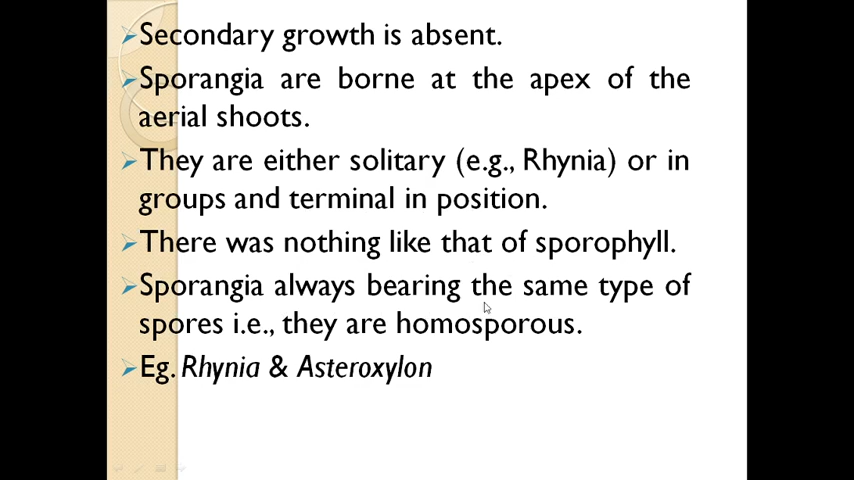 Secondary growth is absent.
Sporangia are borne at the apex of the
aerial shoots.
They are either solitary (e.g., Rhynia) or in
groups and terminal in position.
There was nothing like that of sporophyll.
Sporangia always bearing the same type of
spores i.e., they are homosporous.
Eg. Rhynia & Asteroxylon